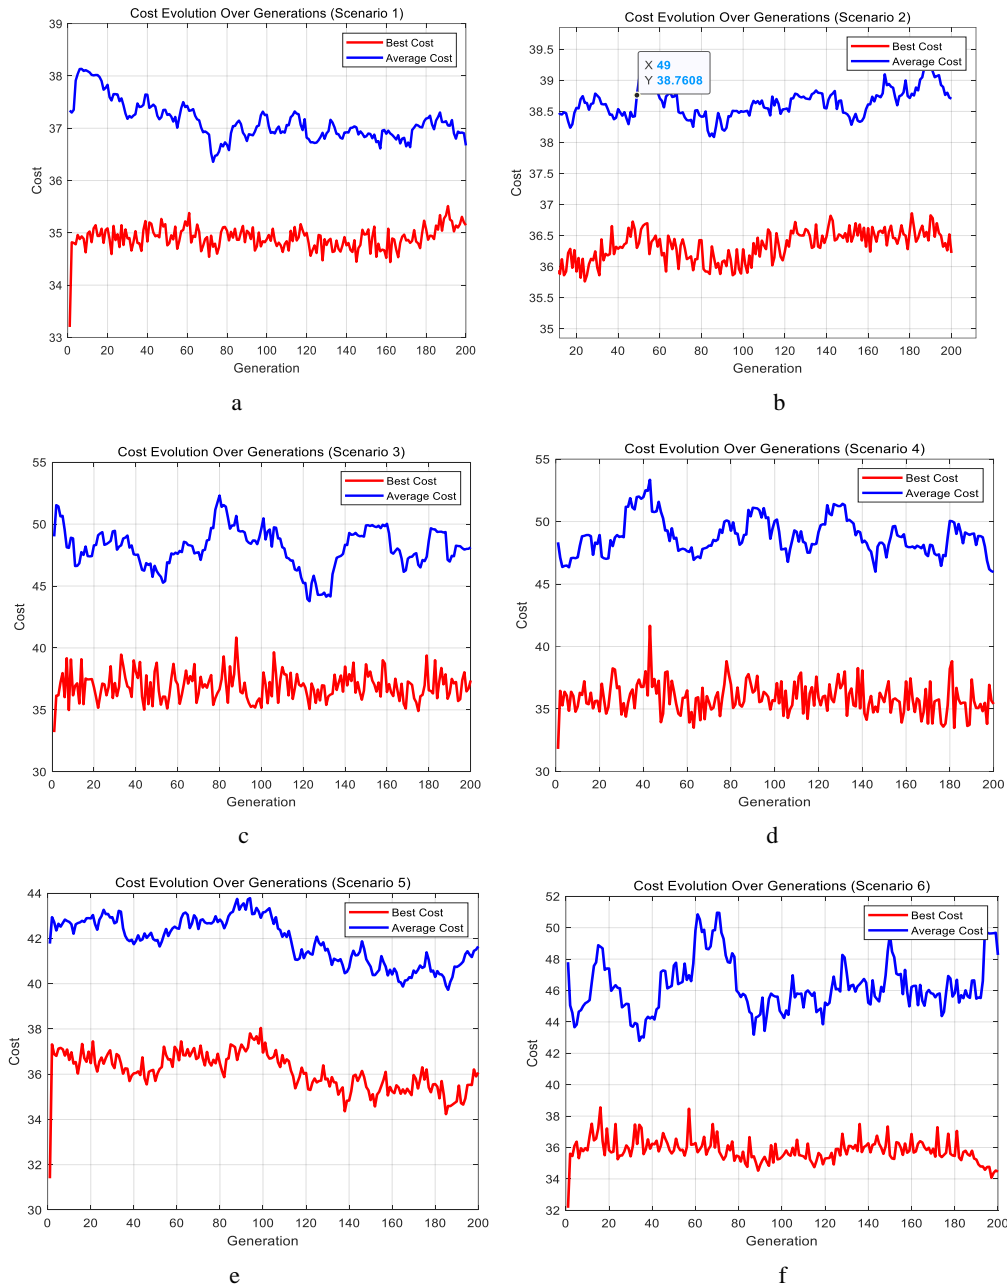 Cost Evolution Over Generations (Scenario 1)
39
38
37
36
35
34
33
Cost
0 20 40 60 80 100 120 140 160 180 200
Generation
Best Cost
Average Cost
a
Cost Evolution Over Generations (Scenario 2)
39.5
39
38.5
38
37.5
37
36.5
36
35.5
35
Cost
20 40 60 80 100 120 140 160 180 200
Generation
Best Cost
Average Cost
X 49
Y 38.7608
b
Cost Evolution Over Generations (Scenario 3)
55
50
45
40
35
30
Cost
0 20 40 60 80 100 120 140 160 180 200
Generation
Best Cost
Average Cost
c
Cost Evolution Over Generations (Scenario 4)
55
50
45
40
35
30
Cost
0 20 40 60 80 100 120 140 160 180 200
Generation
Best Cost
Average Cost
d
Cost Evolution Over Generations (Scenario 5)
44
42
40
38
36
34
32
30
Cost
0 20 40 60 80 100 120 140 160 180 200
Generation
Best Cost
Average Cost
e
Cost Evolution Over Generations (Scenario 6)
52
50
48
46
44
42
40
38
36
34
32
Cost
0 20 40 60 80 100 120 140 160 180 200
Generation
Best Cost
Average Cost
f